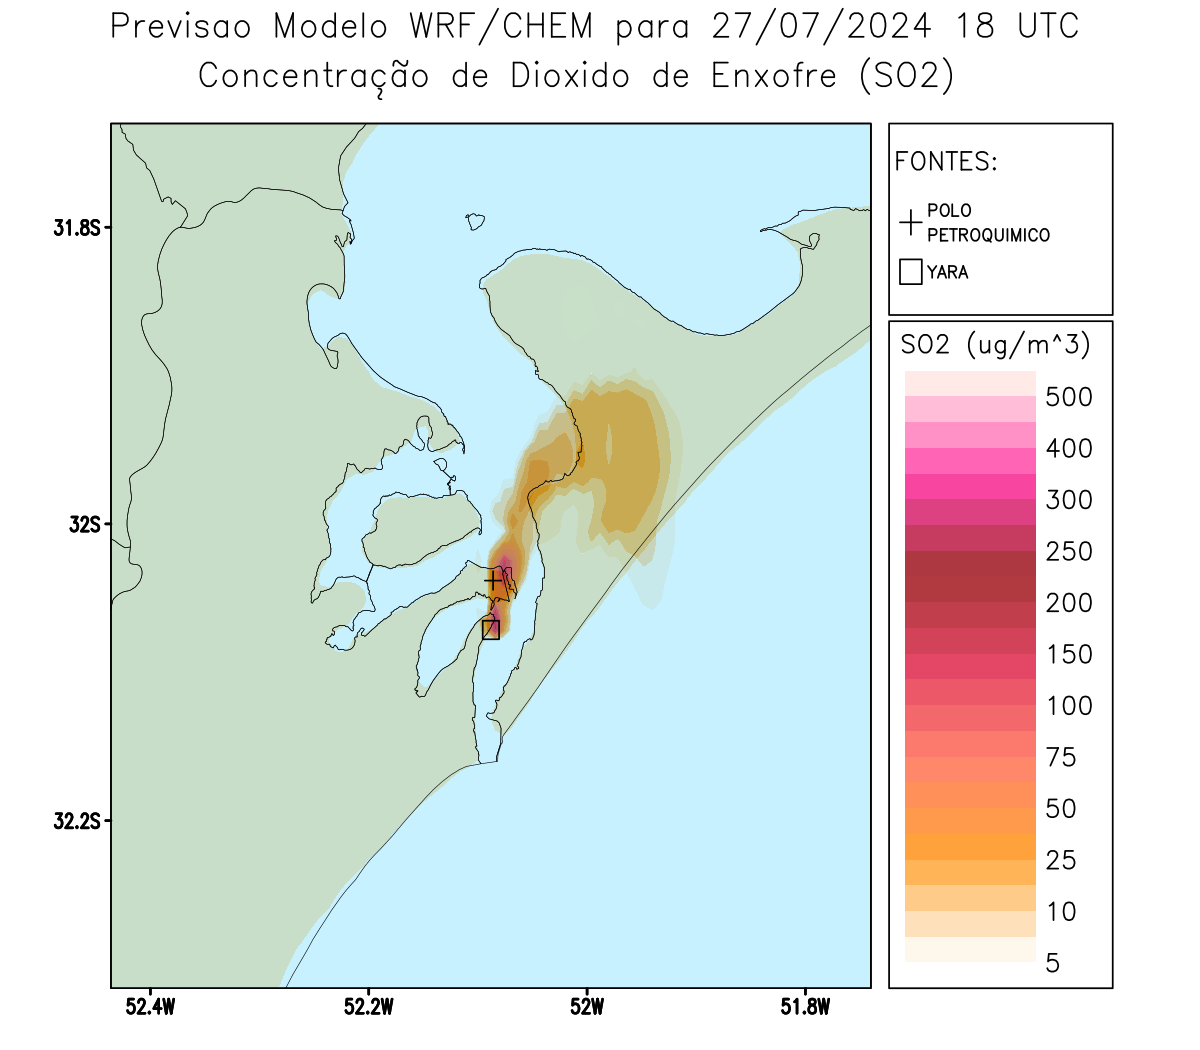 Previsao Modelo WRF/CHEM para 27/07/2024 18 UTC
Concentração de Dioxido de Enxofre (SO2)
FONTES:
POLO
PETROQUIMICO
YARA
31.8S
32S
32.2S
52.4W
52.2W
52W
51.8W
SO2 (ug/m^3)
500
400
300
250
200
150
100
75
50
25
10
5